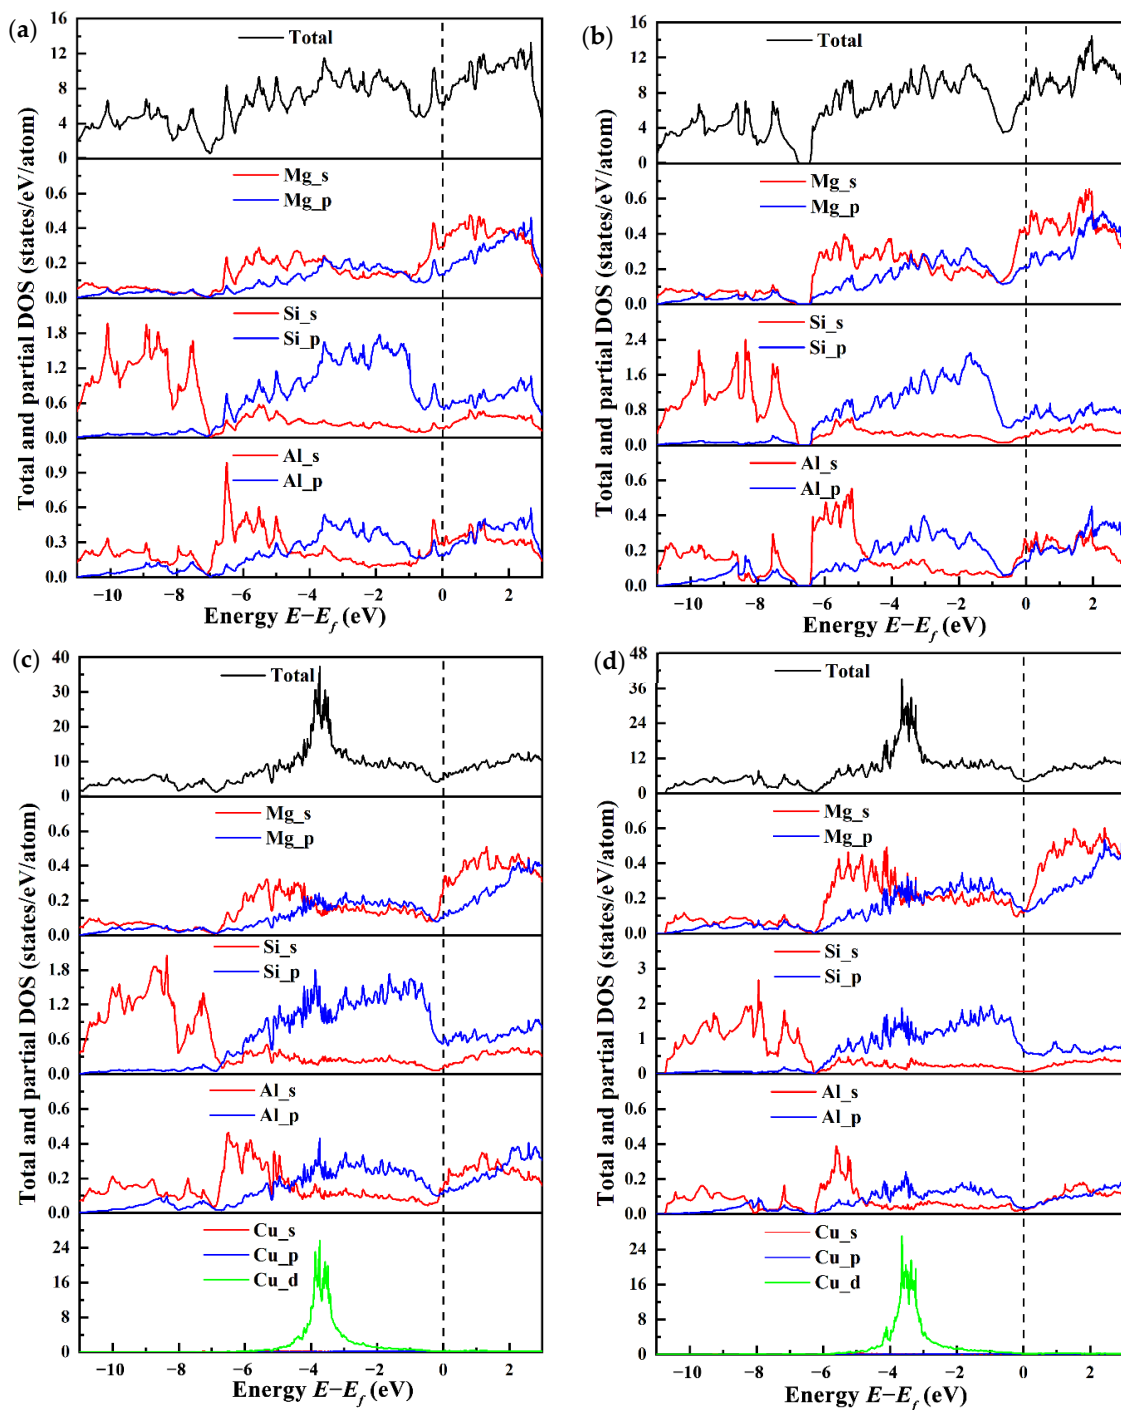 (a)
Total and partial DOS (states/eV/atom)
16
12
8
4
0
Total
0.6
0.4
0.2
0.0
Mg_s
Mg_p
1.8
1.2
0.6
0.0
Si_s
Si_p
0.9
0.6
0.3
0.0
Al_s
Al_p
−10 −8 −6 −4 −2 0 2
Energy E−Ef (eV)
(b)
Total and partial DOS (states/eV/atom)
16
12
8
4
0
Total
0.6
0.4
0.2
0.0
Mg_s
Mg_p
2.4
1.6
0.8
0.0
Si_s
Si_p
0.6
0.4
0.2
0.0
Al_s
Al_p
−10 −8 −6 −4 −2 0 2
Energy E−Ef (eV)
(c)
Total and partial DOS (states/eV/atom)
40
30
20
10
0
Total
0.6
0.4
0.2
0.0
Mg_s
Mg_p
1.8
1.2
0.6
0.0
Si_s
Si_p
0.6
0.4
0.2
0.0
Al_s
Al_p
24
16
8
0
Cu_s
Cu_p
Cu_d
−10 −8 −6 −4 −2 0 2
Energy E−Ef (eV)
(d)
Total and partial DOS (states/eV/atom)
48
36
24
12
0
Total
0.6
0.4
0.2
0.0
Mg_s
Mg_p
3
2
1
0
Si_s
Si_p
0.6
0.4
0.2
0.0
Al_s
Al_p
24
16
8
0
Cu_s
Cu_p
Cu_d
−10 −8 −6 −4 −2 0 2
Energy E−Ef (eV)